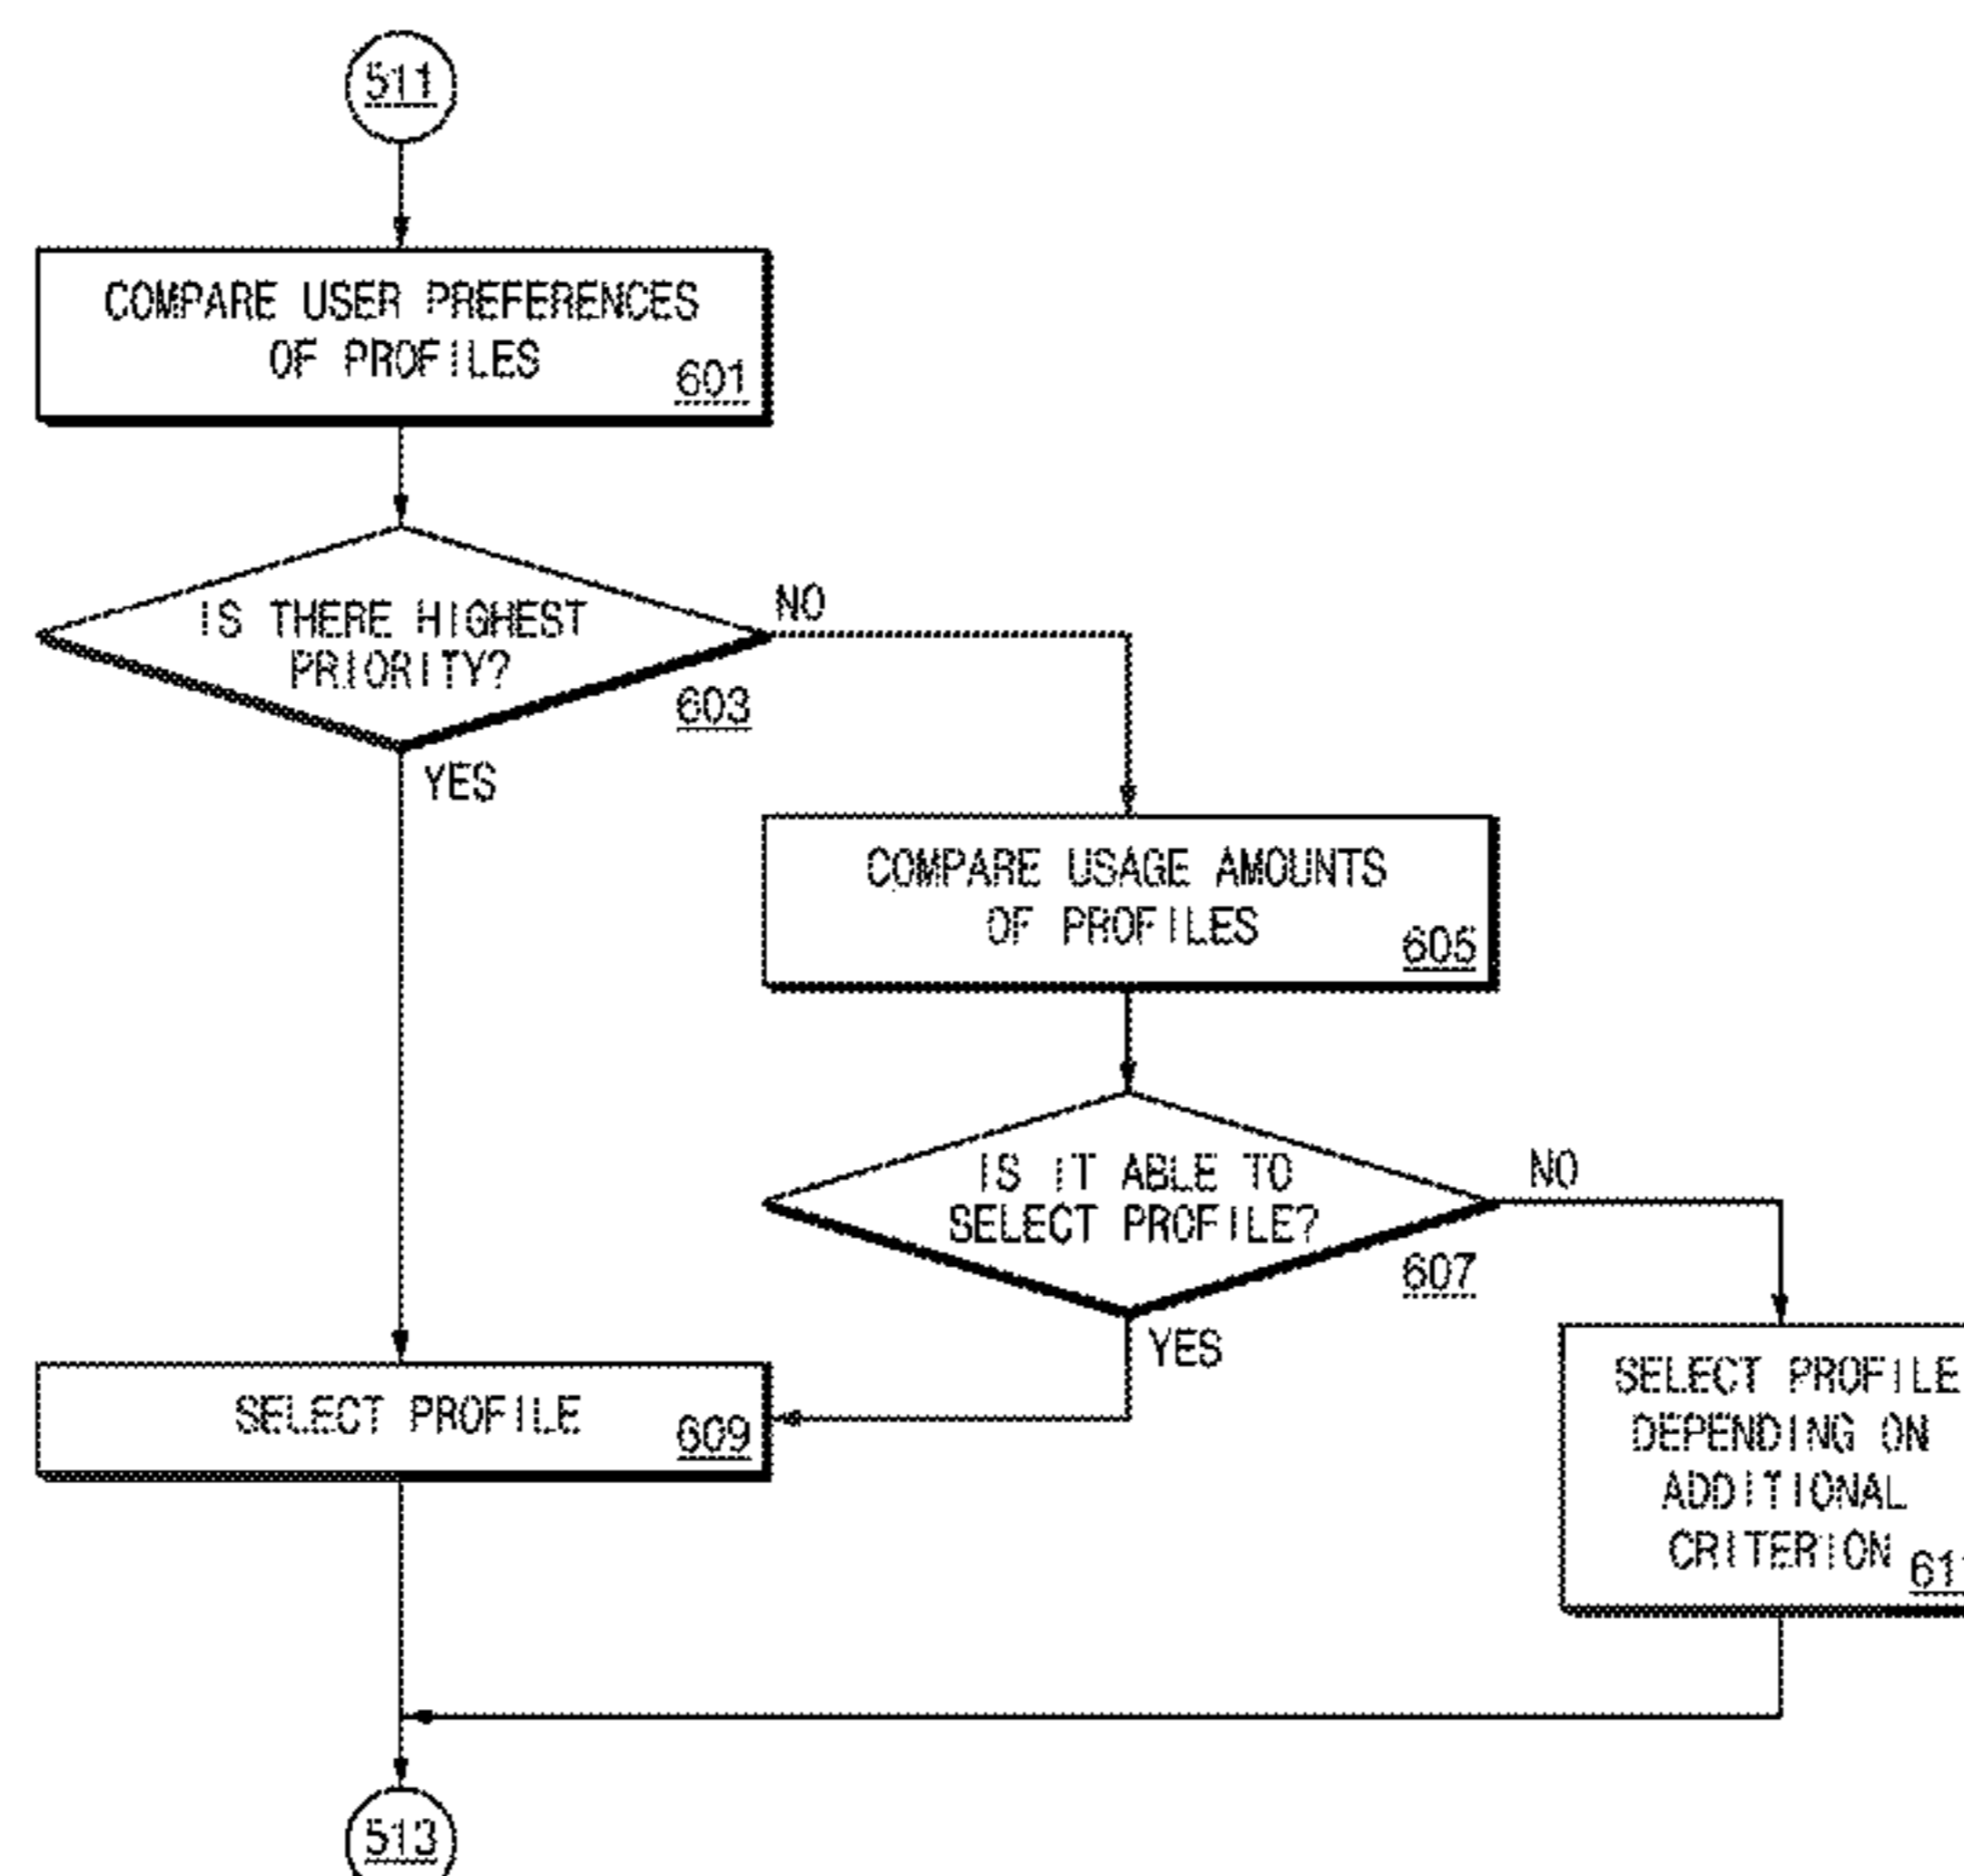 511
COMPARE USER PREFERENCES
OF PROFILES
601
IS THERE HIGHEST
PRIORITY?
NO
603
YES
COMPARE USAGE AMOUNTS
OF PROFILES
605
IS IT ABLE TO
SELECT PROFILE?
NO
607
YES
SELECT PROFILE
609
SELECT PROFILE
DEPENDING ON
ADDITIONAL
CRITERION
513